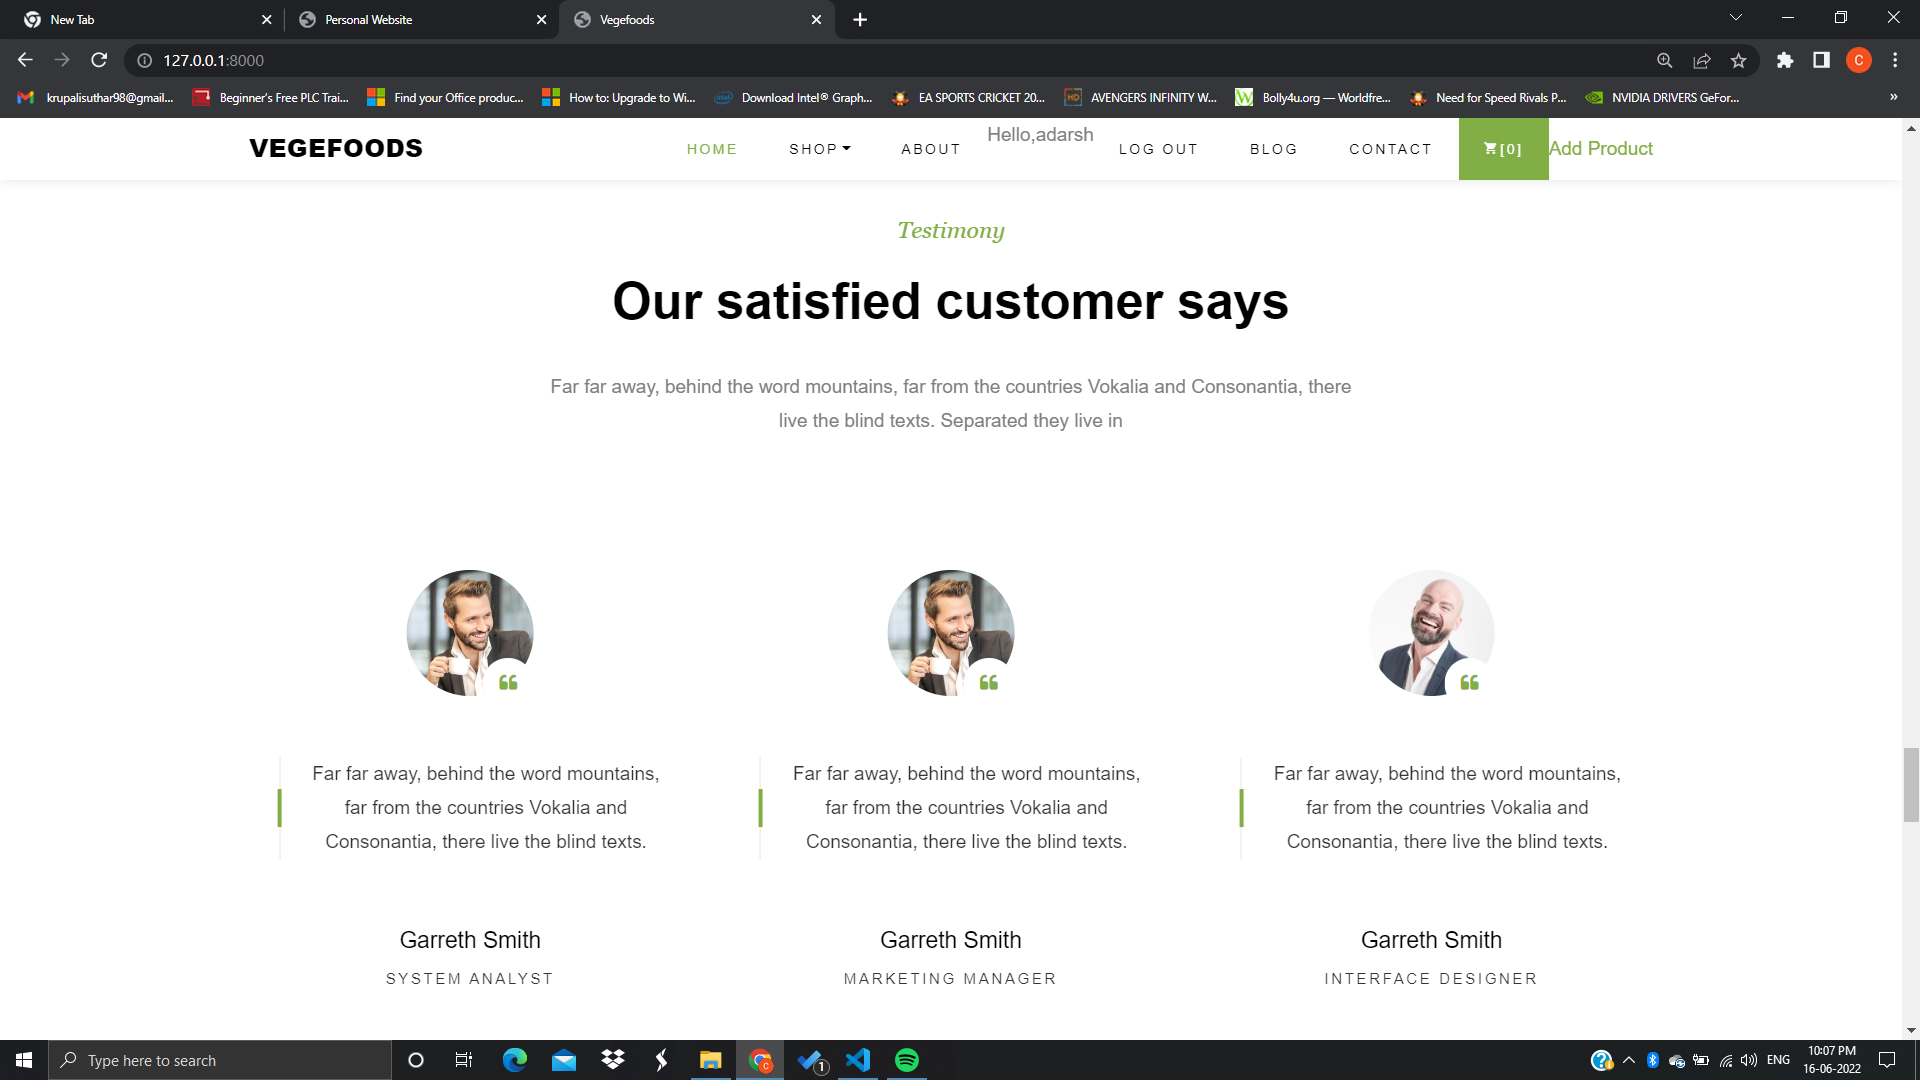 New Tab
Personal Website
Vegefoods
127.0.0.1:8000
C
krupalisuthar98@gmail...
Beginner's Free PLC Trai...
Find your Office produc...
How to: Upgrade to Wi...
Download Intel® Graph...
EA SPORTS CRICKET 20...
AVENGERS INFINITY W...
Bolly4u.org — Worldfre...
Need for Speed Rivals P...
NVIDIA DRIVERS GeFor...
»
VEGEFOODS
HOME
SHOP
ABOUT
Hello,adarsh
LOG OUT
BLOG
CONTACT
[0]
Add Product
Testimony
Our satisfied customer says
Far far away, behind the word mountains, far from the countries Vokalia and Consonantia, there
live the blind texts. Separated they live in
Far far away, behind the word mountains,
far from the countries Vokalia and
Consonantia, there live the blind texts.
Garreth Smith
SYSTEM ANALYST
Far far away, behind the word mountains,
far from the countries Vokalia and
Consonantia, there live the blind texts.
Garreth Smith
MARKETING MANAGER
Far far away, behind the word mountains,
far from the countries Vokalia and
Consonantia, there live the blind texts.
Garreth Smith
INTERFACE DESIGNER
Type here to search
1
ENG
10:07 PM
16-06-2022